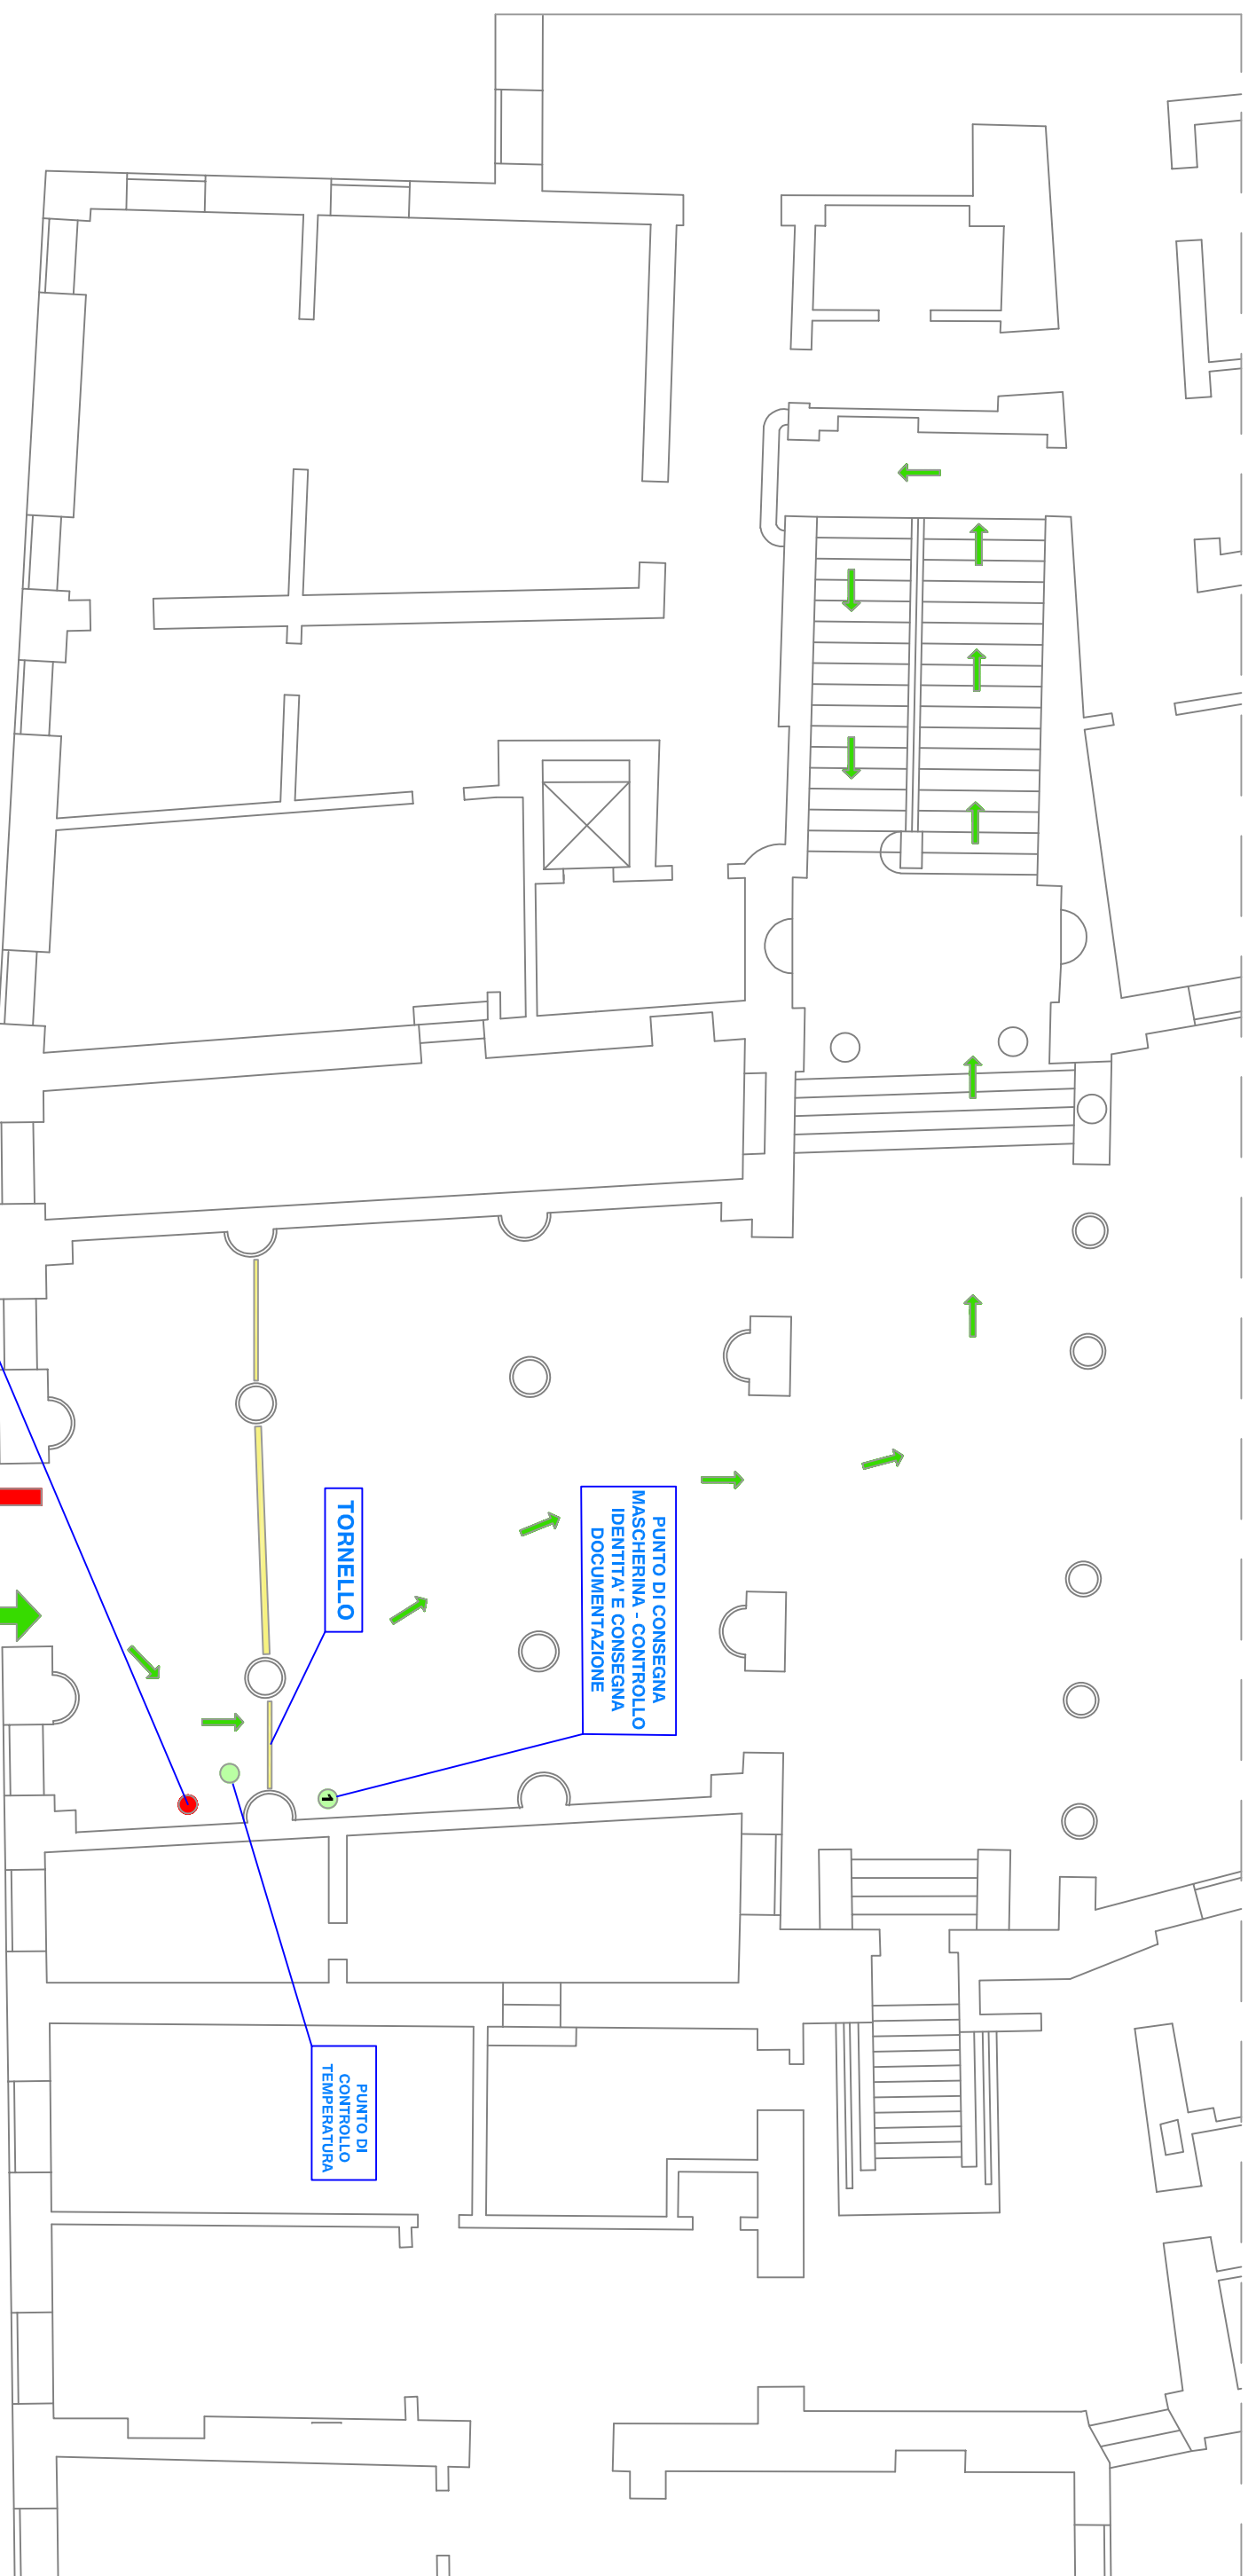 TORNELLO
PUNTO DI CONSEGNA
MASCHERINA - CONTROLLO
IDENTITA' E CONSEGNA
DOCUMENTAZIONE
1
PUNTO DI
CONTROLLO
TEMPERATURA